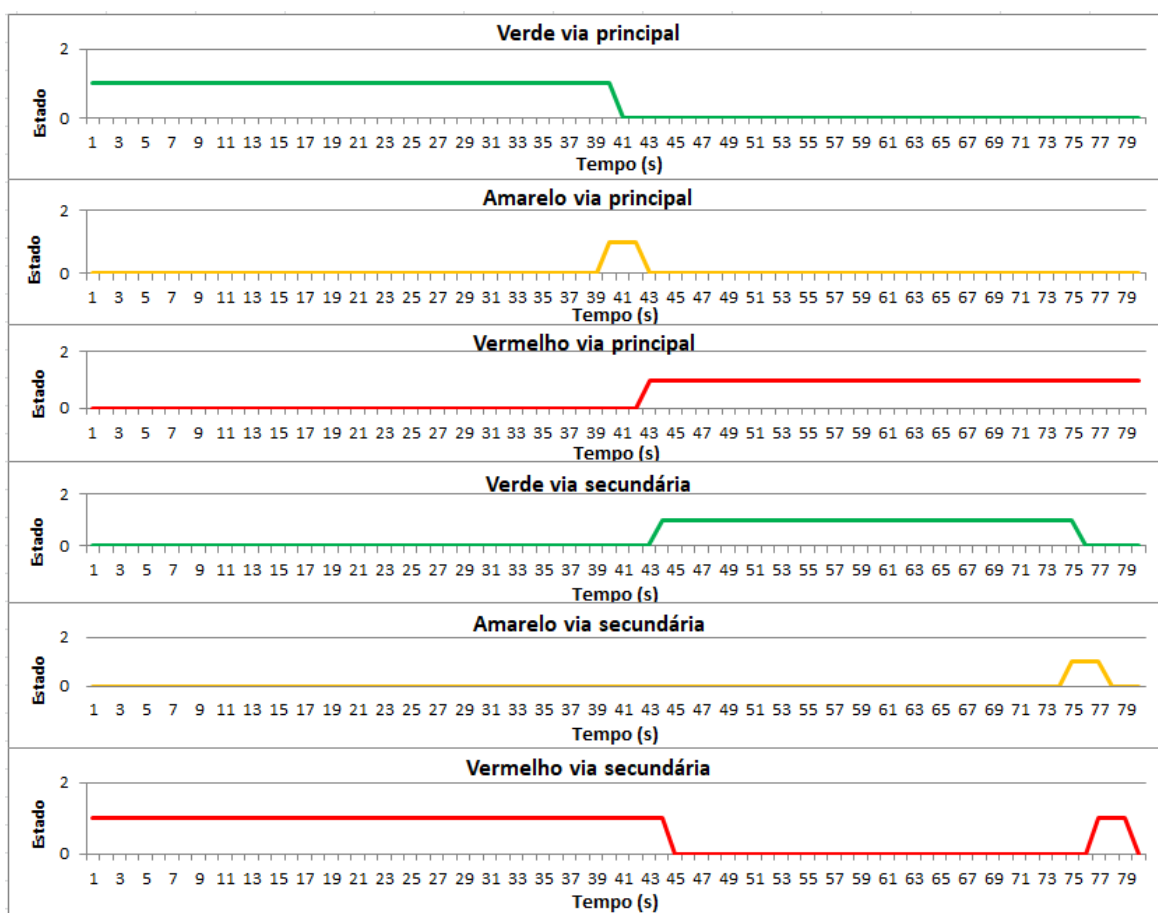 Verde via principal
2
0
Estado
1 3 5 7 9 11 13 15 17 19 21 23 25 27 29 31 33 35 37 39 41 43 45 47 49 51 53 55 57 59 61 63 65 67 69 71 73 75 77 79
Tempo (s)
Amarelo via principal
2
0
Estado
1 3 5 7 9 11 13 15 17 19 21 23 25 27 29 31 33 35 37 39 41 43 45 47 49 51 53 55 57 59 61 63 65 67 69 71 73 75 77 79
Tempo (s)
Vermelho via principal
2
0
Estado
1 3 5 7 9 11 13 15 17 19 21 23 25 27 29 31 33 35 37 39 41 43 45 47 49 51 53 55 57 59 61 63 65 67 69 71 73 75 77 79
Tempo (s)
Verde via secundária
2
0
Estado
1 3 5 7 9 11 13 15 17 19 21 23 25 27 29 31 33 35 37 39 41 43 45 47 49 51 53 55 57 59 61 63 65 67 69 71 73 75 77 79
Tempo (s)
Amarelo via secundária
2
0
Estado
1 3 5 7 9 11 13 15 17 19 21 23 25 27 29 31 33 35 37 39 41 43 45 47 49 51 53 55 57 59 61 63 65 67 69 71 73 75 77 79
Tempo (s)
Vermelho via secundária
2
0
Estado
1 3 5 7 9 11 13 15 17 19 21 23 25 27 29 31 33 35 37 39 41 43 45 47 49 51 53 55 57 59 61 63 65 67 69 71 73 75 77 79
Tempo (s)